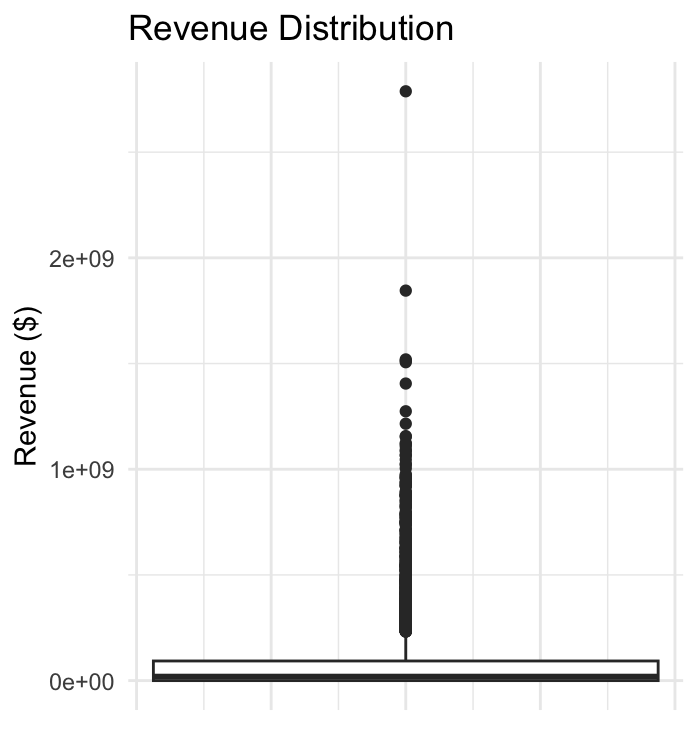 Revenue Distribution
2e+09
Revenue ($)
1e+09
0e+00